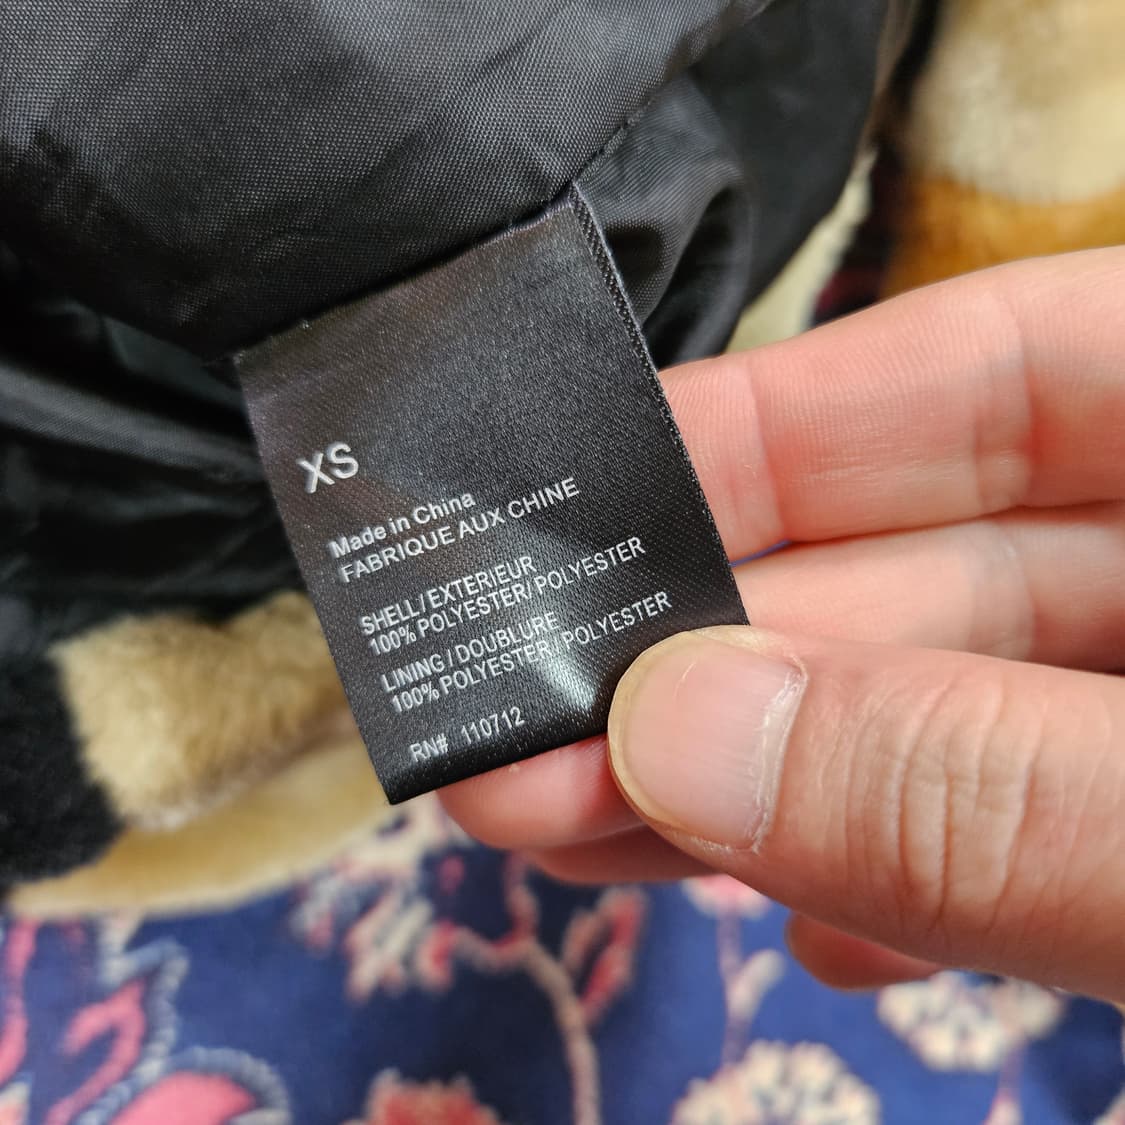 XS
Made in China
FABRIQUE AUX CHINE
SHELL/EXTERIEUR
100% POLYESTER/POLYESTER
LINING/DOUBLURE
100% POLYESTER/POLYESTER
RN# 110712